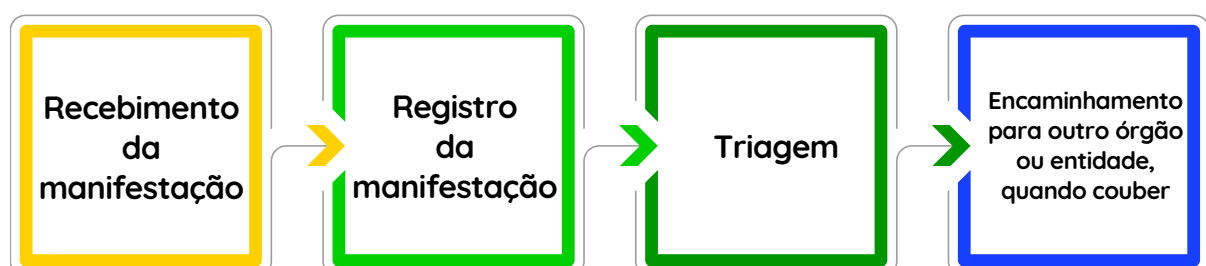 Recebimento
da
manifestação
Registro
da
manifestação
Triagem
Encaminhamento
para outro órgão
ou entidade,
quando couber